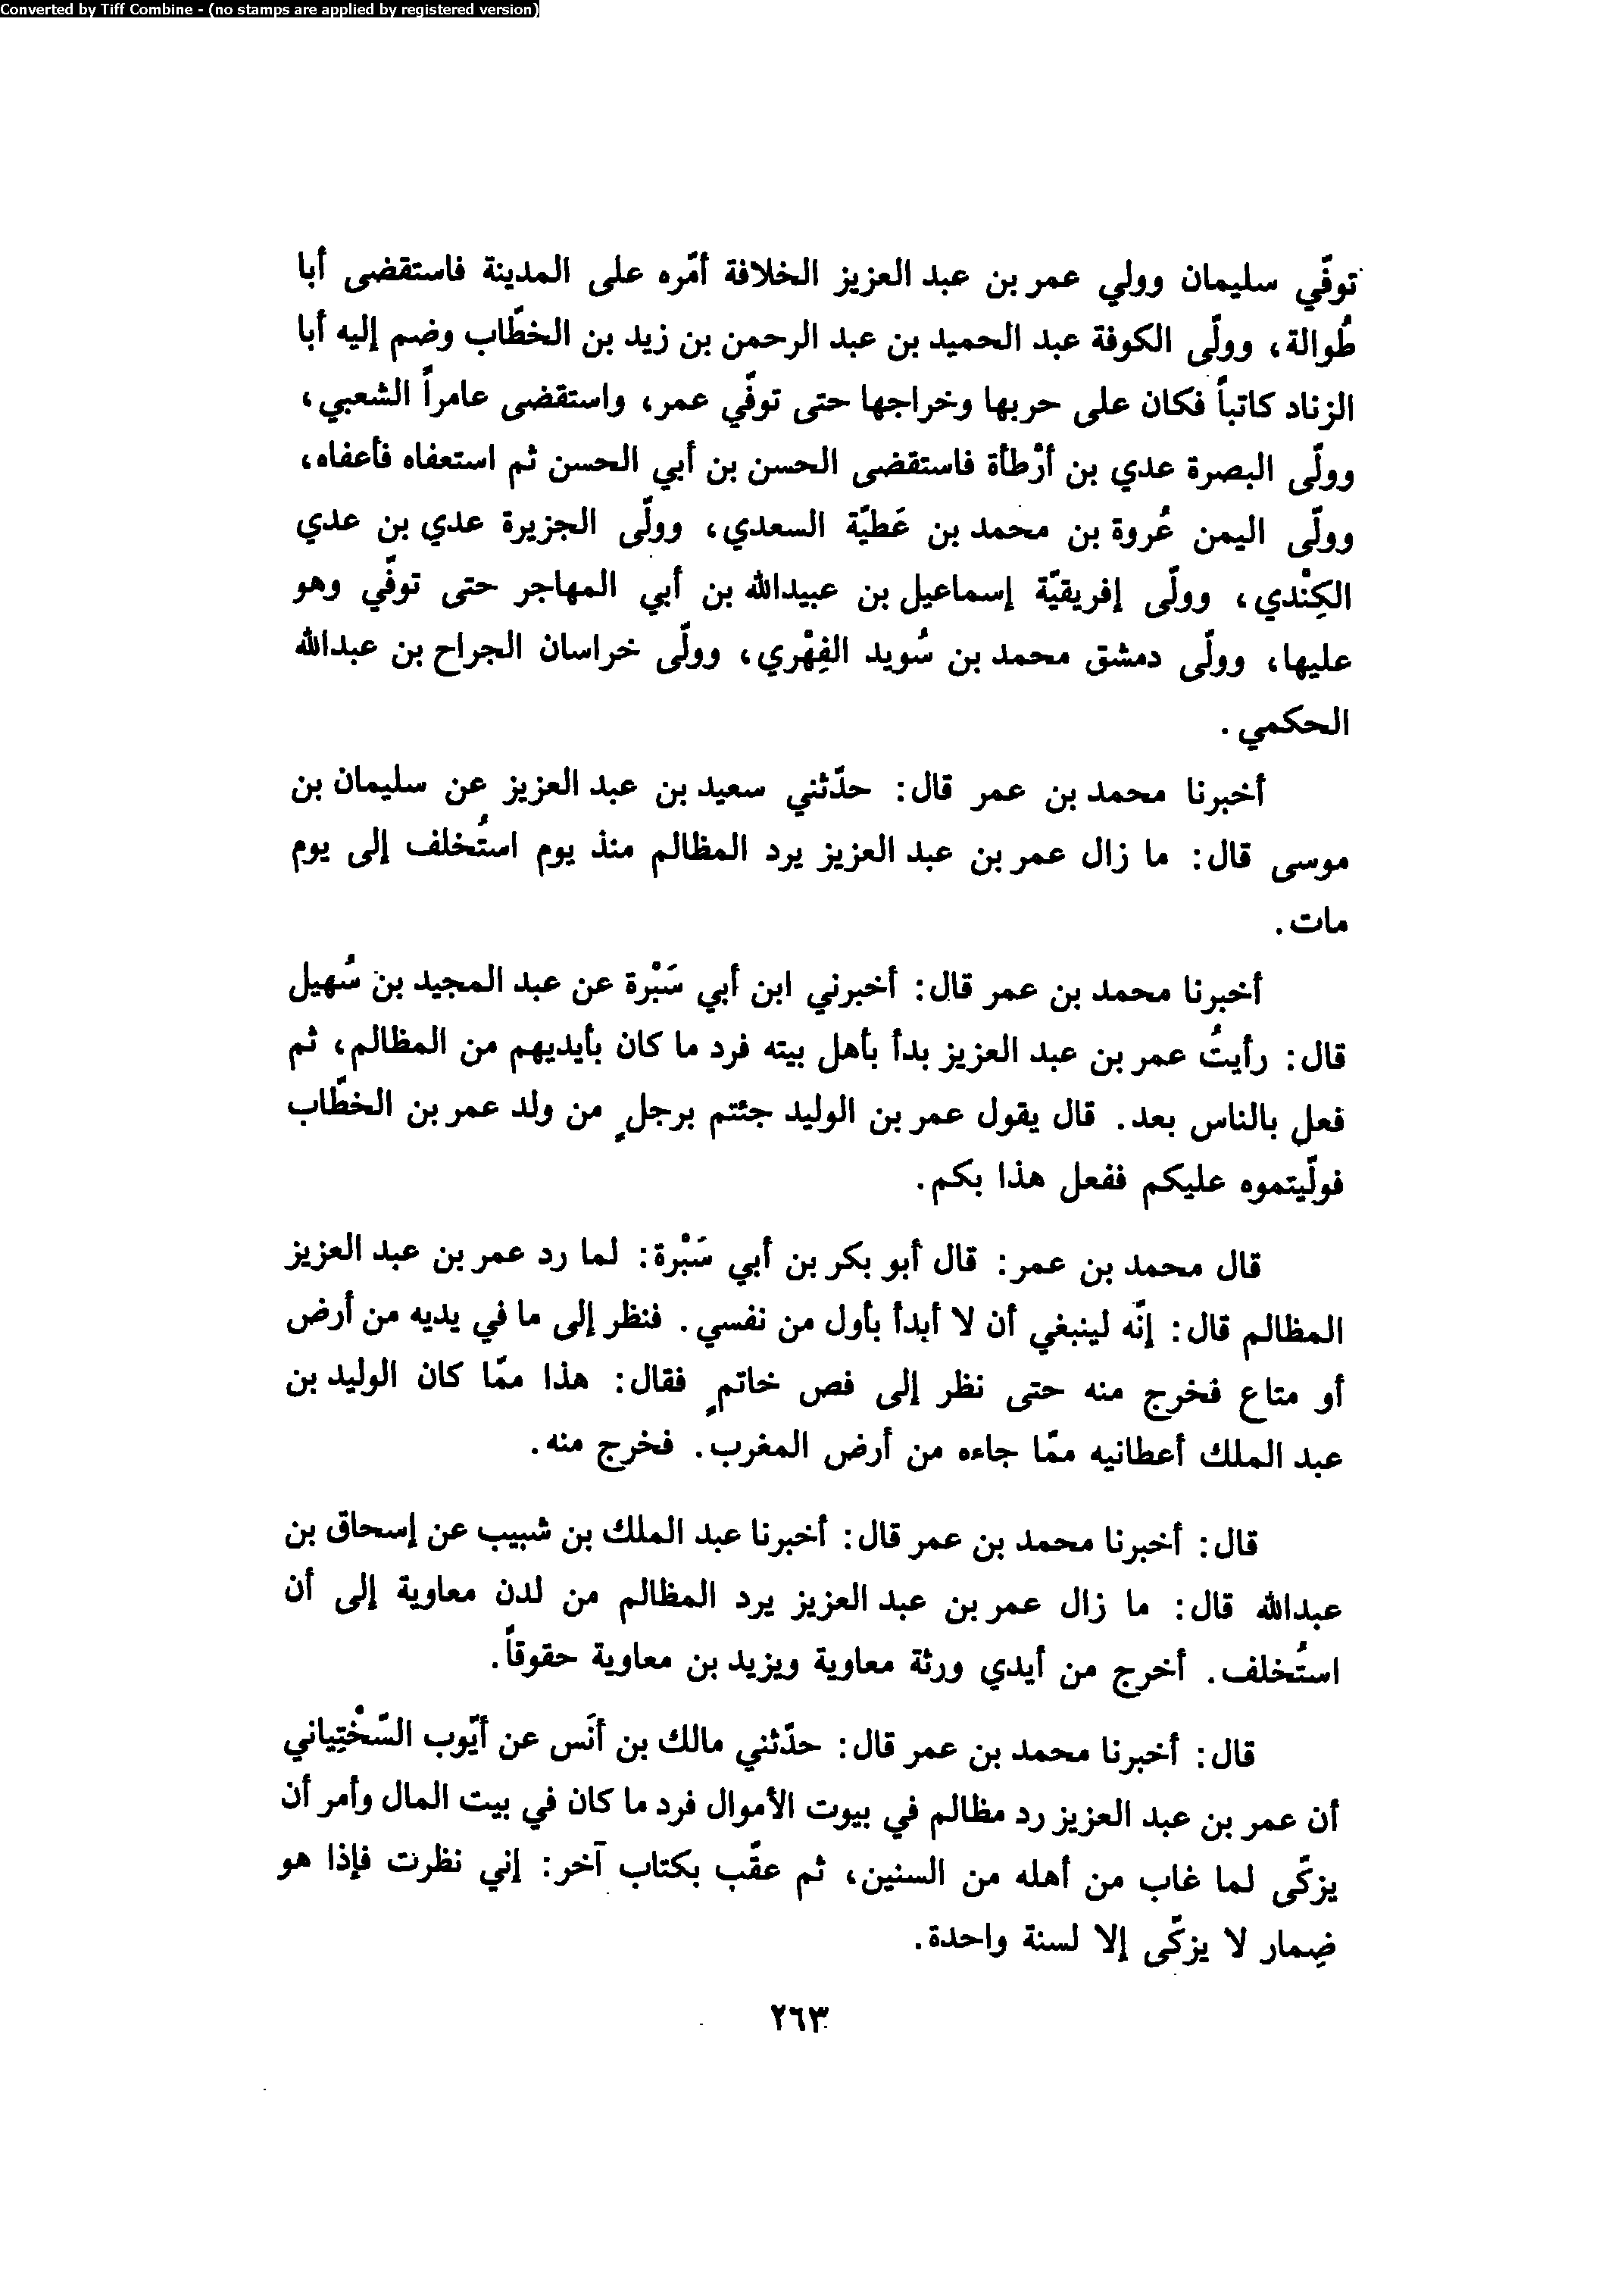 Converted by Tiff Combine - (no stamps are applied by registered version)
توفّي سليمان وولي عمر بن عبد العزيز الخلافة أمّره على المدينة فاستقضى أبا
طُوالة، وولّى الكوفة عبد الحميد بن عبد الرحمن بن زيد بن الخطّاب وضم إليه أبا
الزناد كاتباً فكان على حربها وخراجها حتى توفّي عمر، واستقضى عامراً الشعبي،
وولّى البصرة عدي بن أرْطأة فاستقضى الحسن بن أبي الحسن ثم استعفاه فأعفاه،
وولّى اليمن عُروة بن محمد بن عَطيّة السعدي، وولّى الجزيرة عدي بن عدي
الكِنْدي، وولّى إفريقيّة إسماعيل بن عبيدالله بن أبي المهاجر حتى توفّي وهو
عليها، وولّى دمشق محمد بن سُويد الفِهْري، وولّى خراسان الجراح بن عبدالله
الحكمي.
أخبرنا محمد بن عمر قال: حدّثني سعيد بن عبد العزيز عن سليمان بن
موسى قال: ما زال عمر بن عبد العزيز يرد المظالم منذ يوم استُخلف إلى يوم
مات.
أخبرنا محمد بن عمر قال: أخبرني ابن أبي سَبْرة عن عبد المجيد بن سُهيل
قال: رأيتُ عمر بن عبد العزيز بدأ بأهل بيته فرد ما كان بأيديهم من المظالم، ثم
فعل بالناس بعد. قال يقول عمر بن الوليد جئتم برجلٍ من ولد عمر بن الخطّاب
فولّيتموه عليكم ففعل هذا بكم.
قال محمد بن عمر: قال أبو بكر بن أبي سَبْرة: لما رد عمر بن عبد العزيز
المظالم قال: إنّه لينبغي أن لا أبدأ بأول من نفسي. فنظر إلى ما في يديه من أرض
أو متاع فخرج منه حتى نظر إلى فص خاتمٍ فقال: هذا ممّا كان الوليد بن
عبد الملك أعطانيه ممّا جاءه من أرض المغرب. فخرج منه.
قال: أخبرنا محمد بن عمر قال: أخبرنا عبد الملك بن شبيب عن إسحاق بن
عبدالله قال: ما زال عمر بن عبد العزيز يرد المظالم من لدن معاوية إلى أن
استُخلف. أخرج من أيدي ورثة معاوية ويزيد بن معاوية حقوقاً.
قال: أخبرنا محمد بن عمر قال: حدّثني مالك بن أنَس عن أيّوب السّخْتِياني
أن عمر بن عبد العزيز رد مظالم في بيوت الأموال فرد ما كان في بيت المال وأمر أن
يزكّى لما غاب من أهله من السنين، ثم عقّب بكتاب آخر: إني نظرت فإذا هو
ضِمار لا يزكّى إلا لسنة واحدة.
٢٦٣